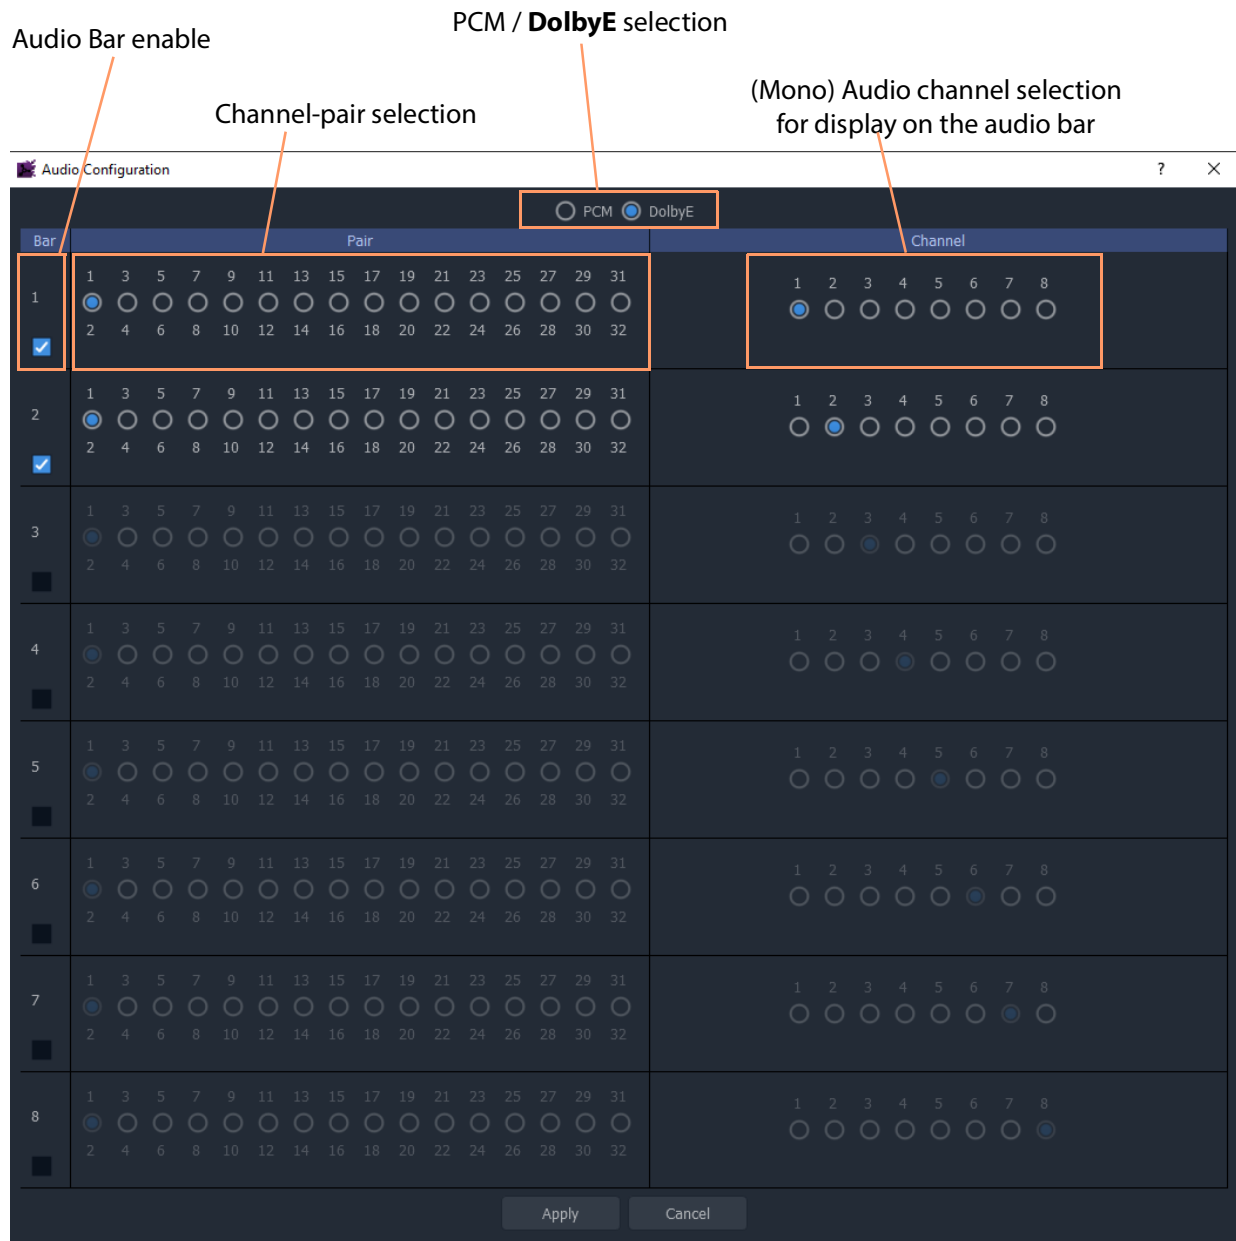 PCM / DolbyE selection
Audio Bar enable
(Mono) Audio channel selection
for display on the audio bar
Channel-pair selection
Audio Configuration ? ×
PCM DolbyE
Bar Pair Channel
1 3 5 7 9 11 13 15 17 19 21 23 25 27 29 31
1 2 3 4 5 6 7 8
1
2 4 6 8 10 12 14 16 18 20 22 24 26 28 30 32
1 3 5 7 9 11 13 15 17 19 21 23 25 27 29 31
1 2 3 4 5 6 7 8
2
2 4 6 8 10 12 14 16 18 20 22 24 26 28 30 32
1 3 5 7 9 11 13 15 17 19 21 23 25 27 29 31
1 2 3 4 5 6 7 8
3
2 4 6 8 10 12 14 16 18 20 22 24 26 28 30 32
1 3 5 7 9 11 13 15 17 19 21 23 25 27 29 31
1 2 3 4 5 6 7 8
4
2 4 6 8 10 12 14 16 18 20 22 24 26 28 30 32
1 3 5 7 9 11 13 15 17 19 21 23 25 27 29 31
1 2 3 4 5 6 7 8
5
2 4 6 8 10 12 14 16 18 20 22 24 26 28 30 32
1 3 5 7 9 11 13 15 17 19 21 23 25 27 29 31
1 2 3 4 5 6 7 8
6
2 4 6 8 10 12 14 16 18 20 22 24 26 28 30 32
1 3 5 7 9 11 13 15 17 19 21 23 25 27 29 31
1 2 3 4 5 6 7 8
7
2 4 6 8 10 12 14 16 18 20 22 24 26 28 30 32
1 3 5 7 9 11 13 15 17 19 21 23 25 27 29 31
1 2 3 4 5 6 7 8
8
2 4 6 8 10 12 14 16 18 20 22 24 26 28 30 32
Apply Cancel